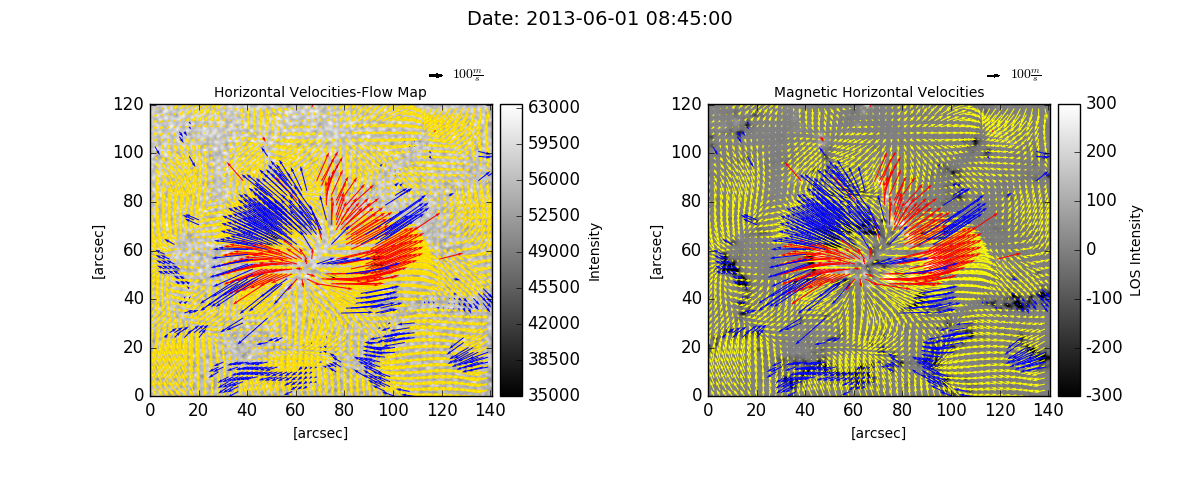 Date: 2013-06-01 08:45:00
100 m/s
Horizontal Velocities-Flow Map
120
100
80
60
40
20
0
0 20 40 60 80 100 120 140
[arcsec]
[arcsec]
63000
59500
56000
52500
49000
45500
42000
38500
35000
Intensity
100 m/s
Magnetic Horizontal Velocities
120
100
80
60
40
20
0
0 20 40 60 80 100 120 140
[arcsec]
[arcsec]
300
200
100
0
-100
-200
-300
LOS Intensity